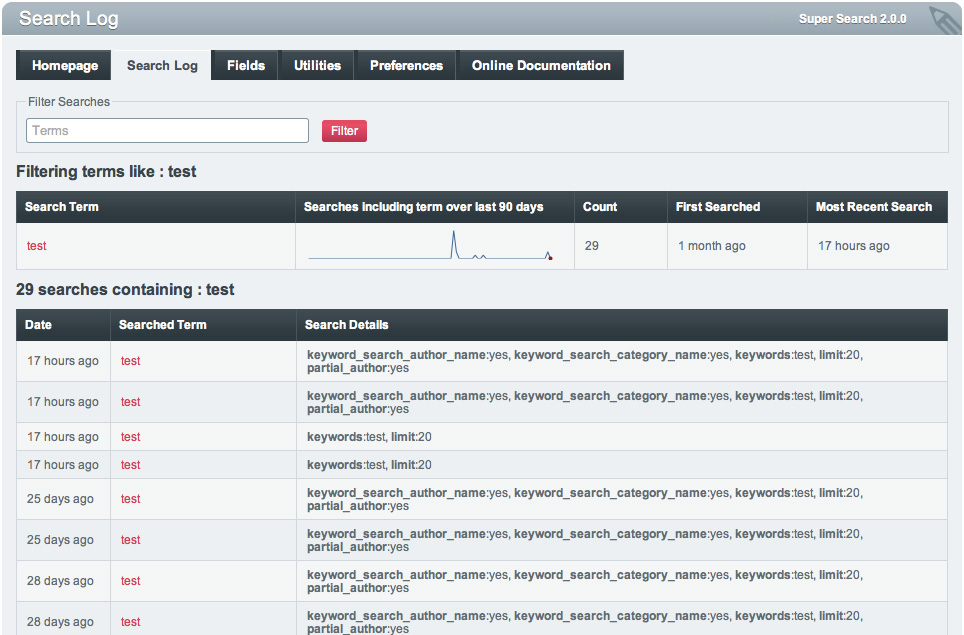 Search Log
Super Search 2.0.0
Homepage Search Log Fields Utilities Preferences Online Documentation
Filter Searches
Terms Filter
Filtering terms like : test
Search Term Searches including term over last 90 days Count First Searched Most Recent Search
test 29 1 month ago 17 hours ago
29 searches containing : test
Date Searched Term Search Details
17 hours ago test keyword_search_author_name:yes, keyword_search_category_name:yes, keywords:test, limit:20,
partial_author:yes
17 hours ago test keyword_search_author_name:yes, keyword_search_category_name:yes, keywords:test, limit:20,
partial_author:yes
17 hours ago test keywords:test, limit:20
17 hours ago test keywords:test, limit:20
25 days ago test keyword_search_author_name:yes, keyword_search_category_name:yes, keywords:test, limit:20,
partial_author:yes
25 days ago test keyword_search_author_name:yes, keyword_search_category_name:yes, keywords:test, limit:20,
partial_author:yes
28 days ago test keyword_search_author_name:yes, keyword_search_category_name:yes, keywords:test, limit:20,
partial_author:yes
28 days ago test keyword_search_author_name:yes, keyword_search_category_name:yes, keywords:test, limit:20,
partial_author:yes